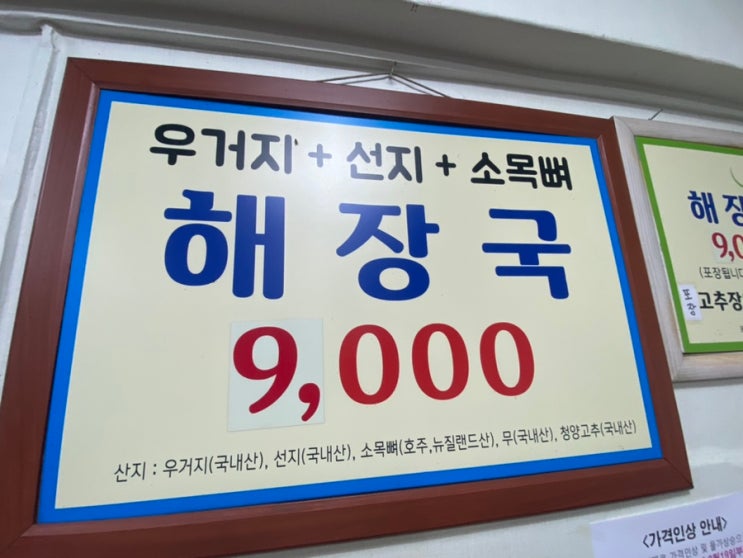 우거지 + 선지 + 소목뼈
해장국
9,000
산지 : 우거지(국내산), 선지(국내산), 소목뼈(호주,뉴질랜드산), 무(국내산), 청양고추(국내산)
해장
(포장됩니다
포장
고추장
<가격인상 안내>